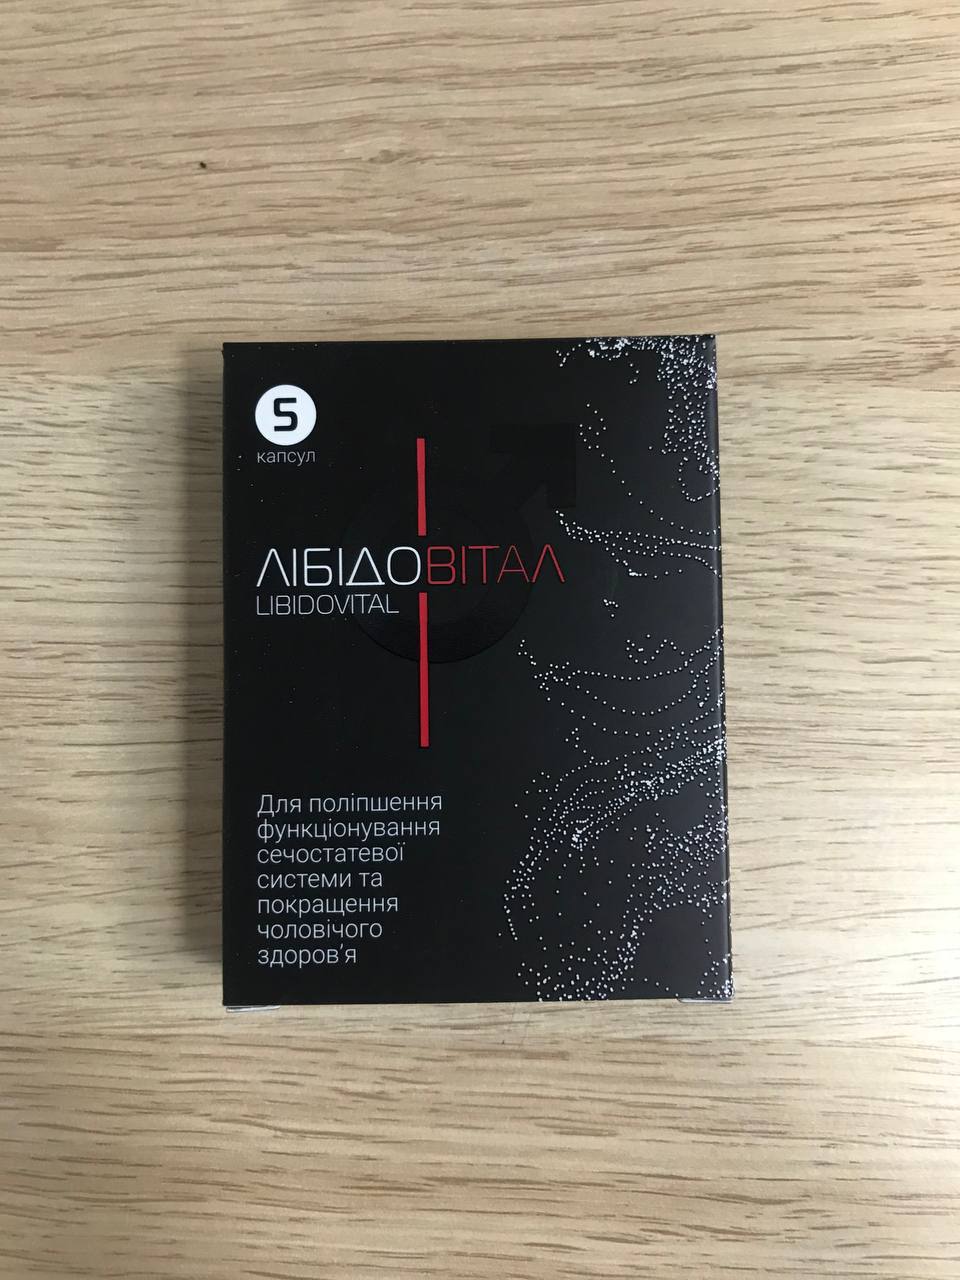 5
капсул
ЛІБІДОВІТАЛ
LIBIDOVITAL
Для поліпшення
функціонування
сечостатевої
системи та
покращення
чоловічого
здоров'я